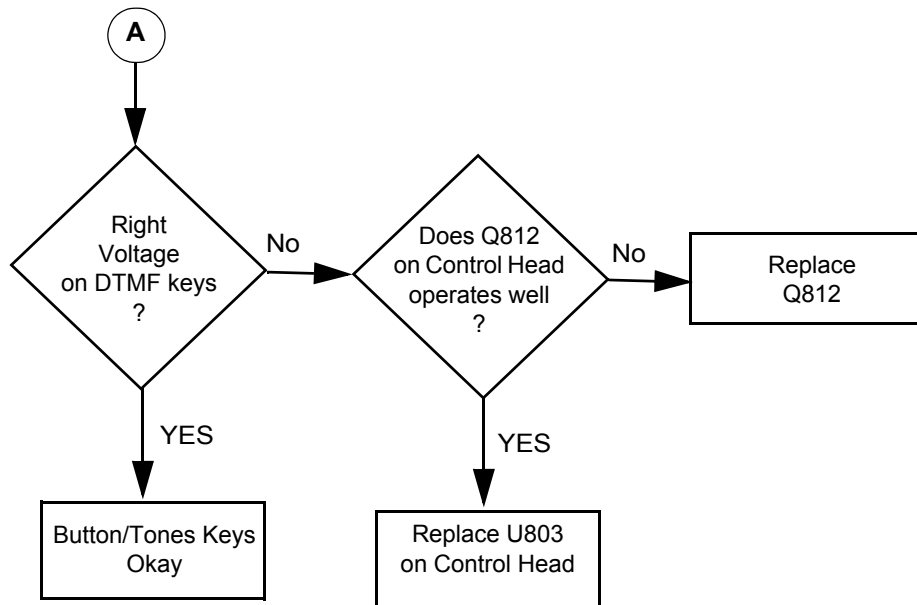 A
Right
Voltage
on DTMF keys
?
No
Does Q812
on Control Head
operates well
?
No
Replace
Q812
YES
Button/Tones Keys
Okay
YES
Replace U803
on Control Head